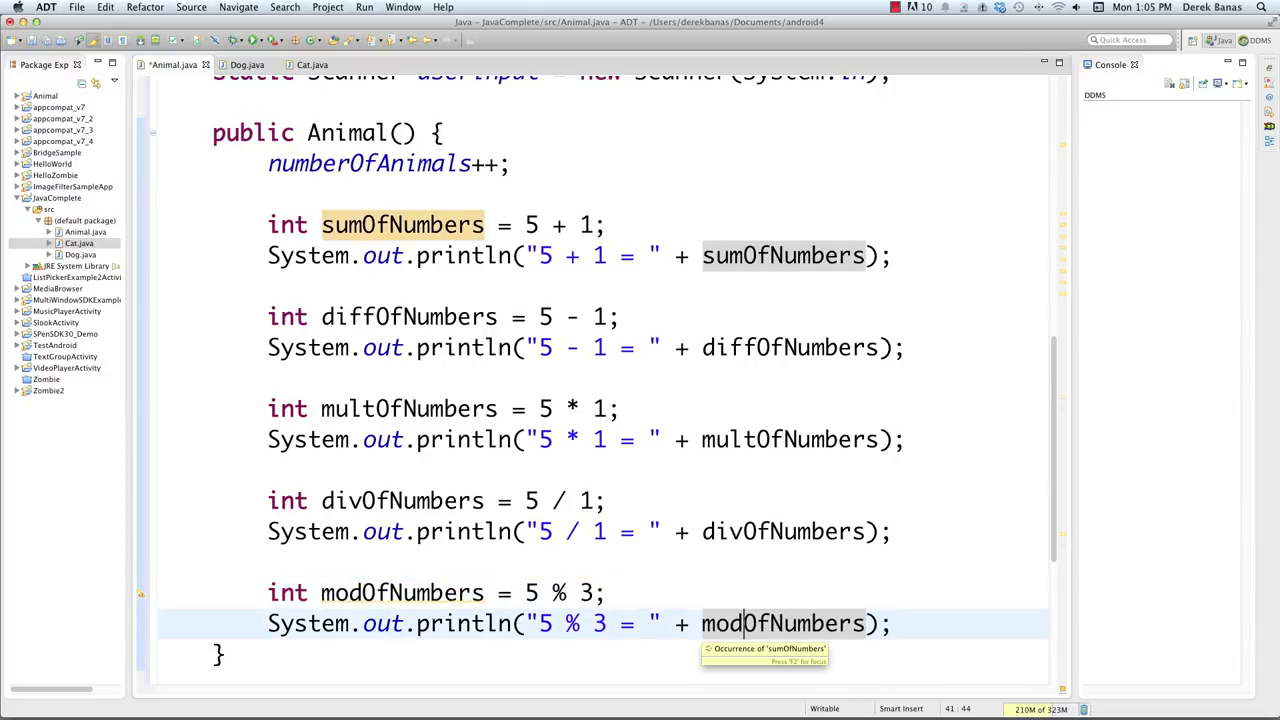 ADT File Edit Refactor Source Navigate Search Project Run Window Help
10 Mon 1:05 PM Derek Banas
Java – JavaComplete/src/Animal.java – ADT – /Users/derekbanas/Documents/android4
Quick Access Java DDMS
Package Exp *Animal.java Dog.java Cat.java Console
DDMS
Animal
appcompat_v7
appcompat_v7_2
appcompat_v7_3
appcompat_v7_4
BridgeSample
HelloWorld
HelloZombie
ImageFilterSampleApp
JavaComplete
src
(default package)
Animal.java
Cat.java
Dog.java
JRE System Library [Ja
ListPickerExample2Activi
MediaBrowser
MultiWindowSDKExample
MusicPlayerActivity
SlookActivity
SPenSDK30_Demo
TestAndroid
TextGroupActivity
VideoPlayerActivity
Zombie
Zombie2
static Scanner userInput = new Scanner(System.in);
public Animal() {
numberOfAnimals++;
int sumOfNumbers = 5 + 1;
System.out.println("5 + 1 = " + sumOfNumbers);
int diffOfNumbers = 5 - 1;
System.out.println("5 - 1 = " + diffOfNumbers);
int multOfNumbers = 5 * 1;
System.out.println("5 * 1 = " + multOfNumbers);
int divOfNumbers = 5 / 1;
System.out.println("5 / 1 = " + divOfNumbers);
int modOfNumbers = 5 % 3;
System.out.println("5 % 3 = " + modOfNumbers);
Occurrence of 'sumOfNumbers'
Press 'F2' for focus
}
Writable Smart Insert 41 : 44 210M of 323M